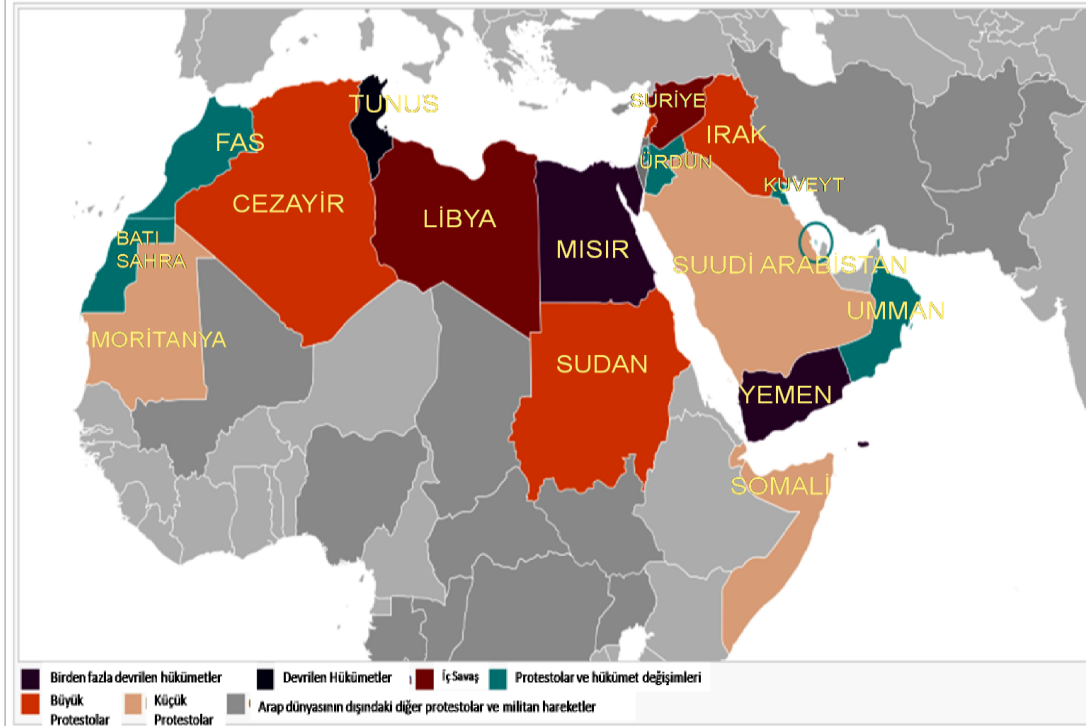 TUNUS
SURİYE
FAS
IRAK
ÜRDÜN
KUVEYT
CEZAYİR
LİBYA
BATI
SAHRA
MISIR
SUUDİ ARABİSTAN
UMMAN
MORİTANYA
SUDAN
YEMEN
SOMALİ
Birden fazla devrilen hükümetler
Devrilen Hükümetler
İç Savaş
Protestolar ve hükümet değişimleri
Büyük
Protestolar
Küçük
Protestolar
Arap dünyasının dışındaki diğer protestolar ve militan hareketler